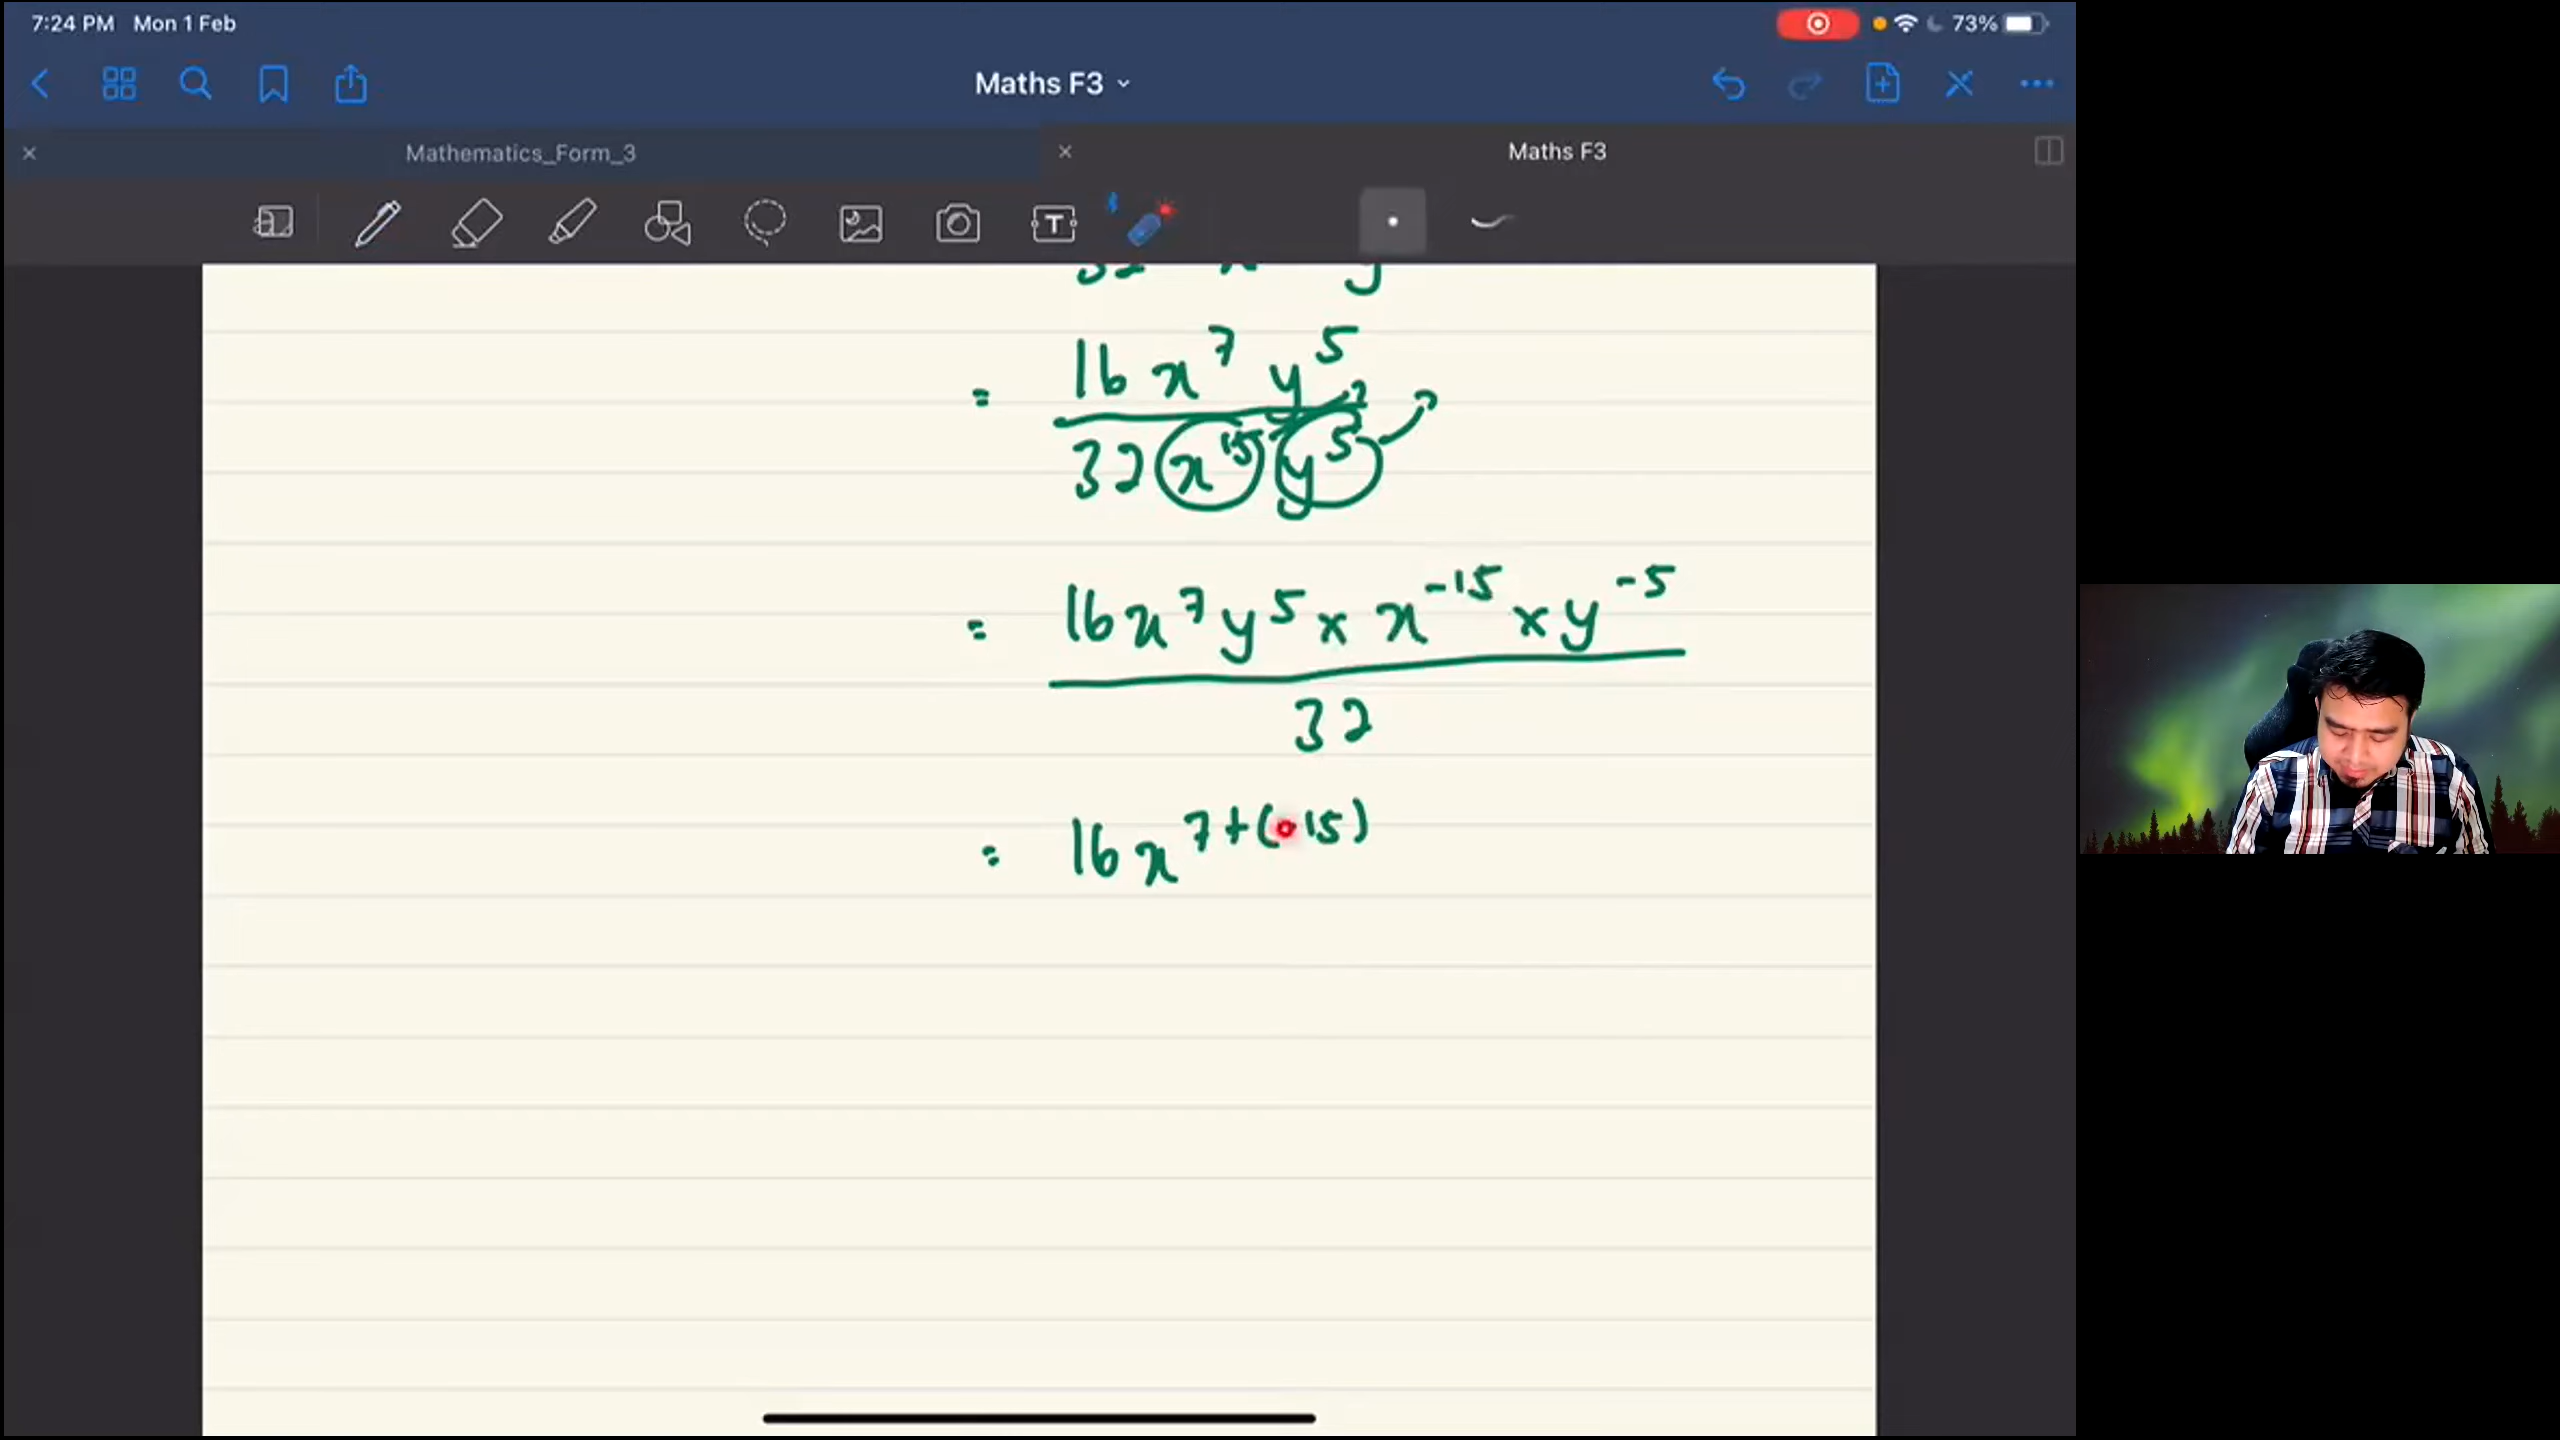 7:24 PM Mon 1 Feb
73%
Maths F3
Mathematics_Form_3
Maths F3
T
32 x y
= 16x⁷y⁵
32x¹⁵y⁵
= 16x⁷y⁵ × x⁻¹⁵ × y⁻⁵
32
= 16x⁷⁺⁽ ¹⁵⁾